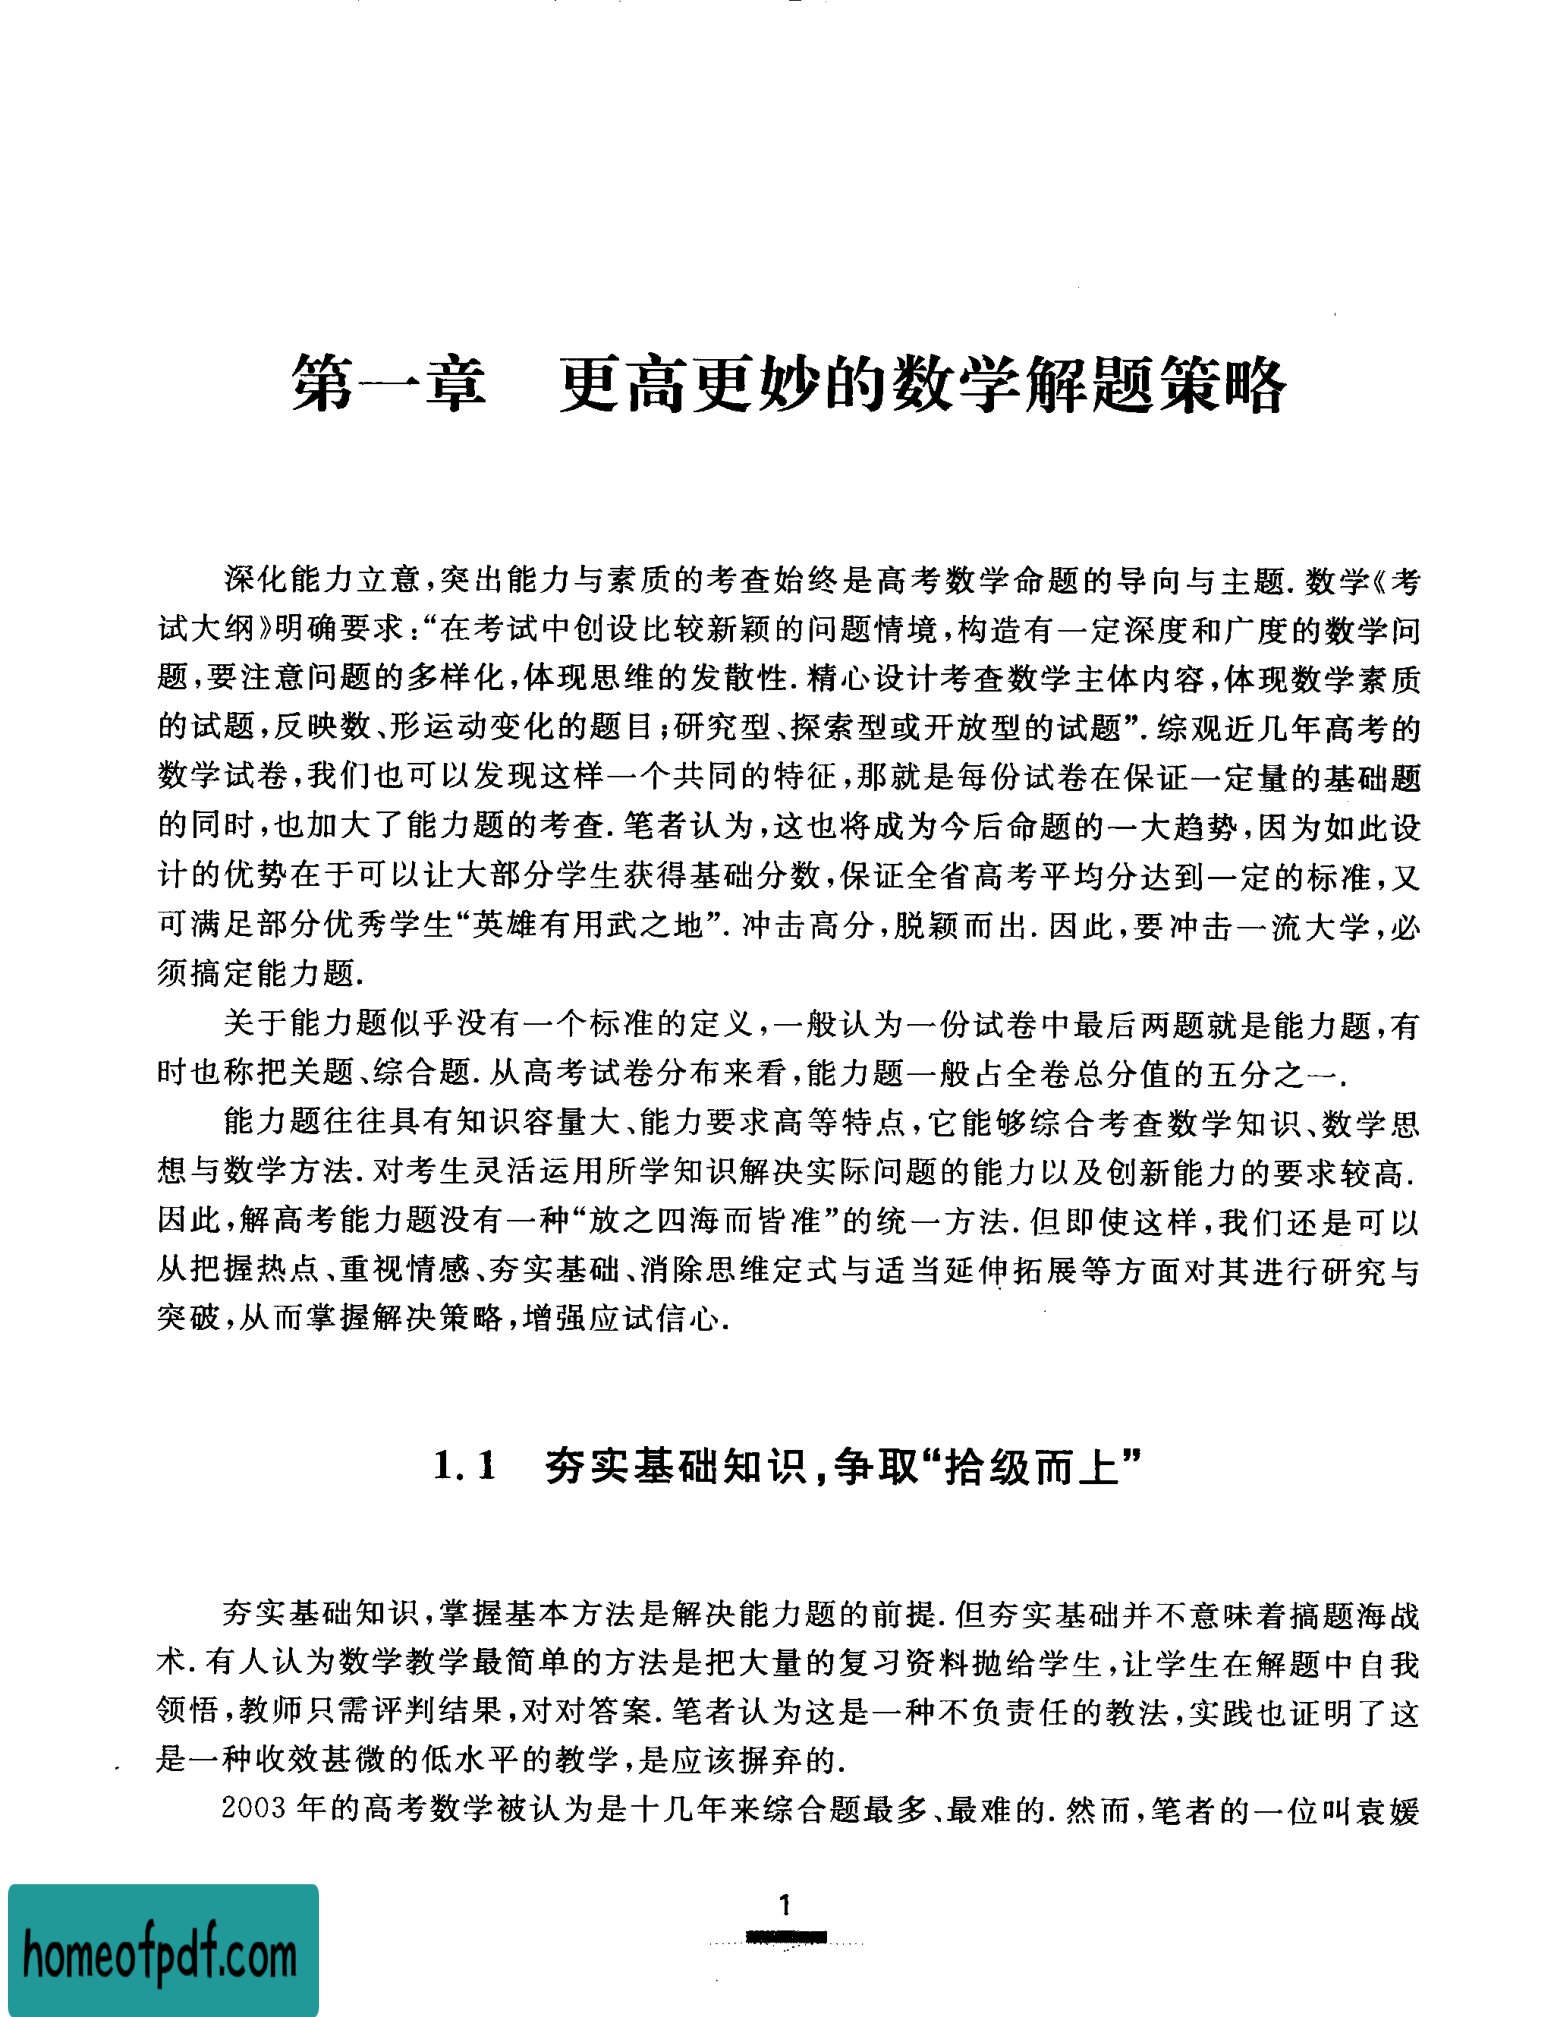 第一章　更高更妙的数学解题策略
深化能力立意,突出能力与素质的考查始终是高考数学命题的导向与主题.数学《考
试大纲》明确要求:“在考试中创设比较新颖的问题情境,构造有一定深度和广度的数学问
题,要注意问题的多样化,体现思维的发散性.精心设计考查数学主体内容,体现数学素质
的试题,反映数、形运动变化的题目;研究型、探索型或开放型的试题”.综观近几年高考的
数学试卷,我们也可以发现这样一个共同的特征,那就是每份试卷在保证一定量的基础题
的同时,也加大了能力题的考查.笔者认为,这也将成为今后命题的一大趋势,因为如此设
计的优势在于可以让大部分学生获得基础分数,保证全省高考平均分达到一定的标准,又
可满足部分优秀学生“英雄有用武之地”.冲击高分,脱颖而出.因此,要冲击一流大学,必
须搞定能力题.
关于能力题似乎没有一个标准的定义,一般认为一份试卷中最后两题就是能力题,有
时也称把关题、综合题.从高考试卷分布来看,能力题一般占全卷总分值的五分之一.
能力题往往具有知识容量大、能力要求高等特点,它能够综合考查数学知识、数学思
想与数学方法.对考生灵活运用所学知识解决实际问题的能力以及创新能力的要求较高.
因此,解高考能力题没有一种“放之四海而皆准”的统一方法.但即使这样,我们还是可以
从把握热点、重视情感、夯实基础、消除思维定式与适当延伸拓展等方面对其进行研究与
突破,从而掌握解决策略,增强应试信心.
1.1　夯实基础知识,争取“拾级而上”
夯实基础知识,掌握基本方法是解决能力题的前提.但夯实基础并不意味着搞题海战
术.有人认为数学教学最简单的方法是把大量的复习资料抛给学生,让学生在解题中自我
领悟,教师只需评判结果,对对答案.笔者认为这是一种不负责任的教法,实践也证明了这
是一种收效甚微的低水平的教学,是应该摒弃的.
2003年的高考数学被认为是十几年来综合题最多、最难的.然而,笔者的一位叫袁媛
1
homeofpdf.com